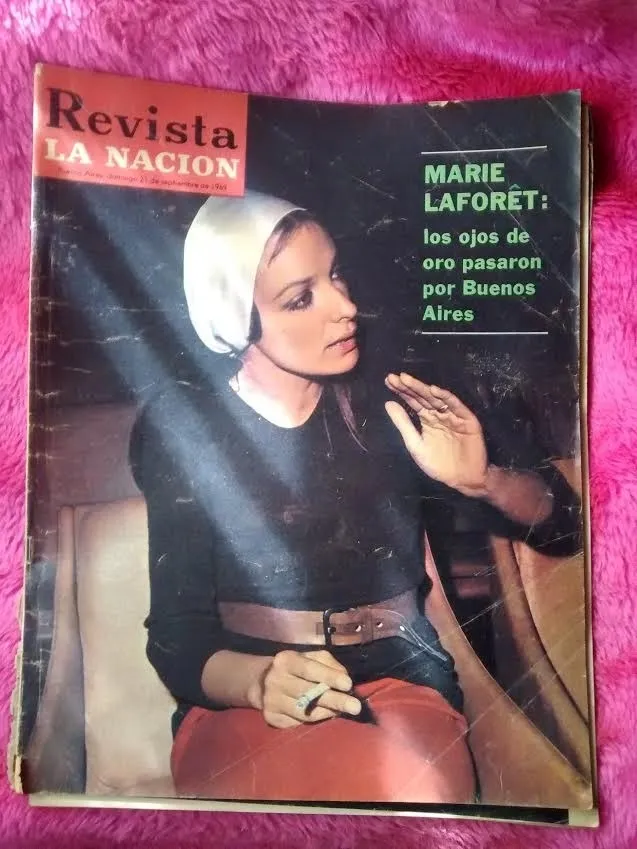 Revista
LA NACION
Buenos Aires, domingo 21 de septiembre de 1969
MARIE
LAFORÊT:
los ojos de
oro pasaron
por Buenos
Aires